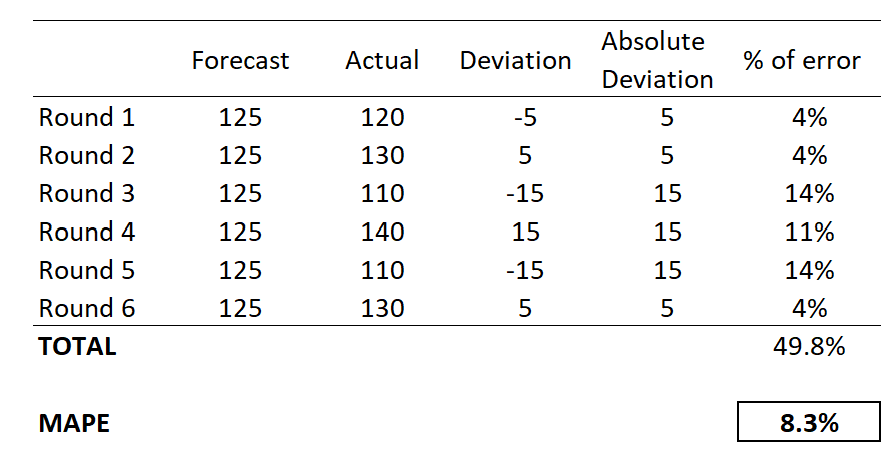 Forecast Actual Deviation Absolute Deviation % of error
Round 1 125 120 -5 5 4%
Round 2 125 130 5 5 4%
Round 3 125 110 -15 15 14%
Round 4 125 140 15 15 11%
Round 5 125 110 -15 15 14%
Round 6 125 130 5 5 4%
TOTAL 49.8%
MAPE 8.3%